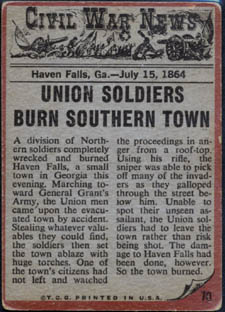 CIVIL WAR NEWS
Haven Falls, Ga.—July 15, 1864
UNION SOLDIERS
BURN SOUTHERN TOWN
A division of North-
ern soldiers completely
wrecked and burned
Haven Falls, a small
town in Georgia this
evening. Marching to-
ward General Grant's
Army, the Union men
came upon the evacu-
ated town by accident.
Stealing whatever valu-
ables they could find,
the soldiers then set
the town ablaze with
huge torches. One of
the town's citizens had
not left and watched
the proceedings in an-
ger from a roof-top.
Using his rifle, the
sniper was able to pick
off many of the invad-
ers as they galloped
through the street be-
low him. Unable to
spot their unseen as-
sailant, the Union sol-
diers had to leave the
town rather than risk
being shot. The dam-
age to Haven Falls had
been done, however.
So the town burned.
©T.C.G. PRINTED IN U.S.A.